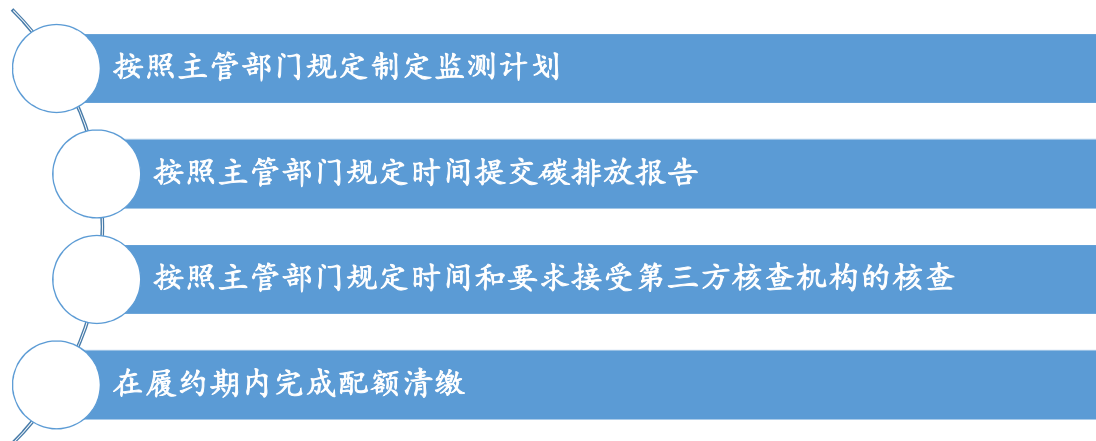 按照主管部门规定制定监测计划
按照主管部门规定时间提交碳排放报告
按照主管部门规定时间和要求接受第三方核查机构的核查
在履约期内完成配额清缴